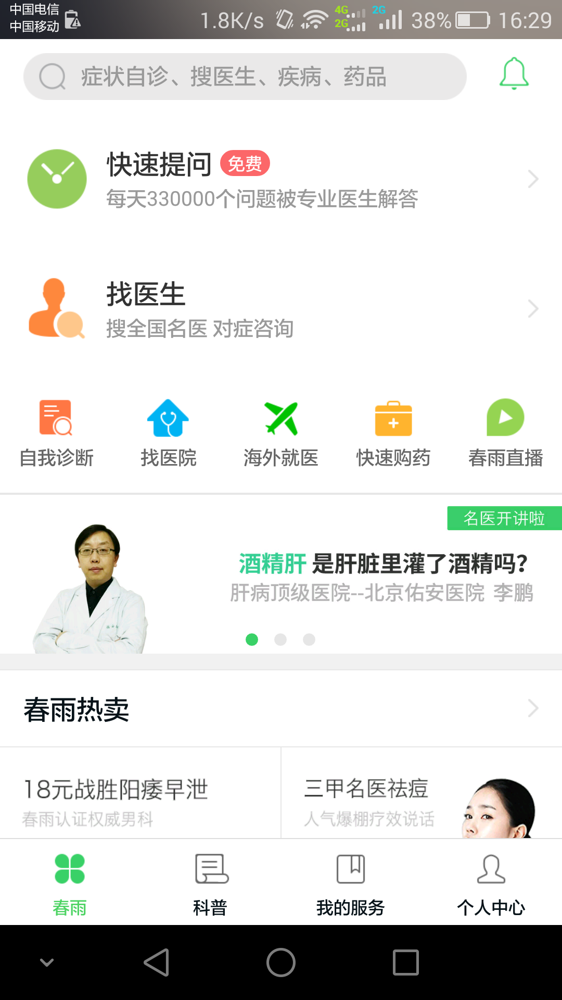 中国电信
中国移动
1.8K/s
4G
2G
2G
38%
16:29
症状自诊、搜医生、疾病、药品
快速提问 免费
每天330000个问题被专业医生解答
找医生
搜全国名医 对症咨询
自我诊断 找医院 海外就医 快速购药 春雨直播
名医开讲啦
酒精肝 是肝脏里灌了酒精吗?
肝病顶级医院--北京佑安医院 李鹏
春雨热卖
18元战胜阳痿早泄
春雨认证权威男科
三甲名医祛痘
人气爆棚疗效说话
春雨 科普 我的服务 个人中心